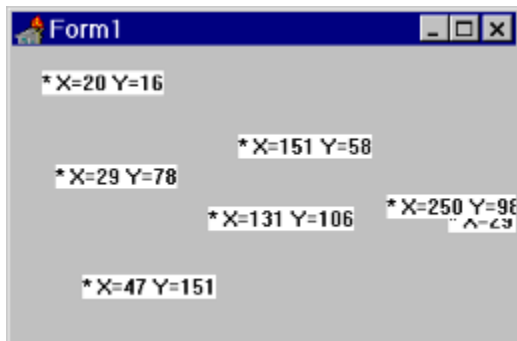 Form1
* X=20 Y=16
* X=151 Y=58
* X=29 Y=78
* X=250 Y=98
* X=131 Y=106
* X=47 Y=151